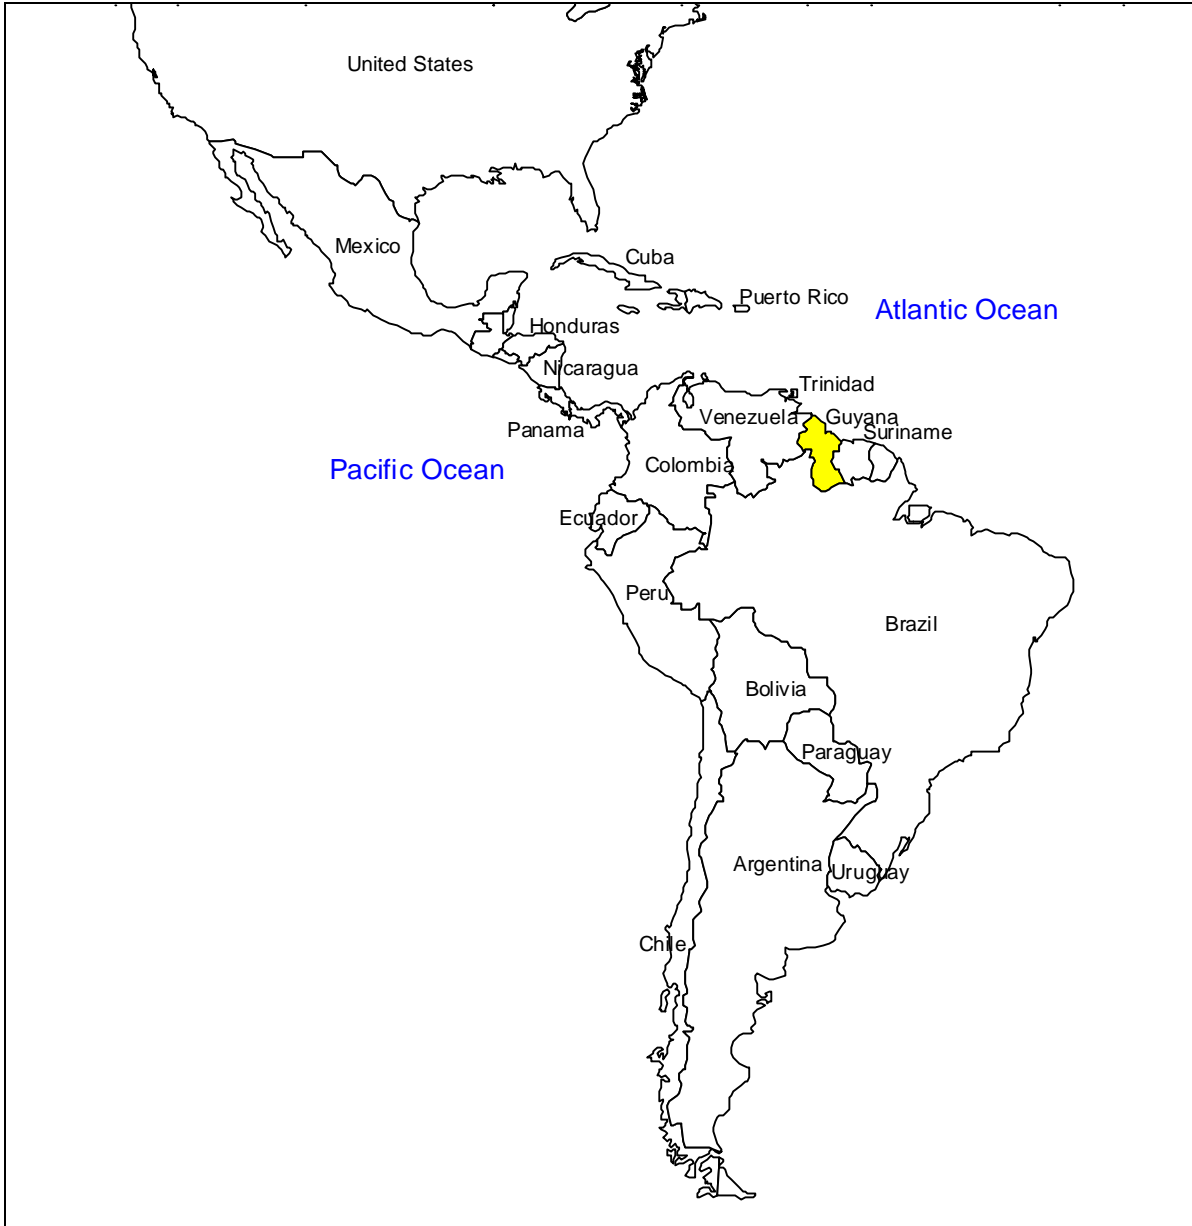 United States
Mexico
Cuba
Puerto Rico
Atlantic Ocean
Honduras
Nicaragua
Trinidad
Panama
Venezuela
Guyana
Suriname
Pacific Ocean
Colombia
Ecuador
Peru
Brazil
Bolivia
Paraguay
Argentina
Uruguay
Chile